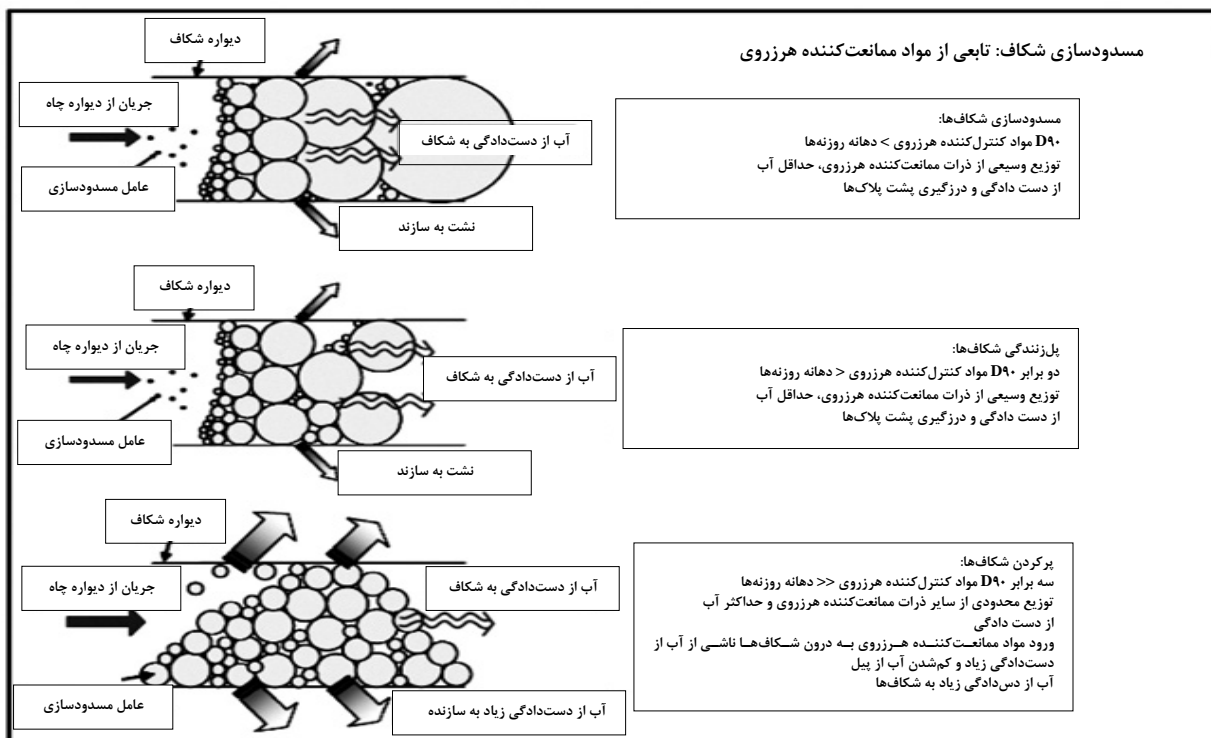 مسدودسازی شکاف: تابعی از مواد ممانعت‌کننده هرزروی
دیواره شکاف
جریان از دیواره چاه
آب از دست‌دادگی به شکاف
عامل مسدودسازی
نشت به سازند
مسدودسازی شکاف‌ها:
D۹۰ مواد کنترل‌کننده هرزروی > دهانه روزنه‌ها
توزیع وسیعی از ذرات ممانعت‌کننده هرزروی، حداقل آب
از دست دادگی و درزگیری پشت پلاک‌ها
دیواره شکاف
جریان از دیواره چاه
آب از دست‌دادگی به شکاف
عامل مسدودسازی
نشت به سازند
پل‌زنندگی شکاف‌ها:
دو برابر D۹۰ مواد کنترل‌کننده هرزروی < دهانه روزنه‌ها
توزیع وسیعی از ذرات ممانعت‌کننده هرزروی، حداقل آب
از دست دادگی و درزگیری پشت پلاک‌ها
دیواره شکاف
جریان از دیواره چاه
آب از دست‌دادگی به شکاف
عامل مسدودسازی
آب از دست‌دادگی زیاد به سازنده
پرکردن شکاف‌ها:
سه برابر D۹۰ مواد کنترل‌کننده هرزروی << دهانه روزنه‌ها
توزیع محدودی از سایر ذرات ممانعت‌کننده هرزروی و حداکثر آب
از دست دادگی
ورود مواد ممانعت‌کننده هرزروی به درون شکاف‌ها ناشی از آب از
دست‌دادگی زیاد و کم‌شدن آب از پیل
آب از دس‌دادگی زیاد به شکاف‌ها